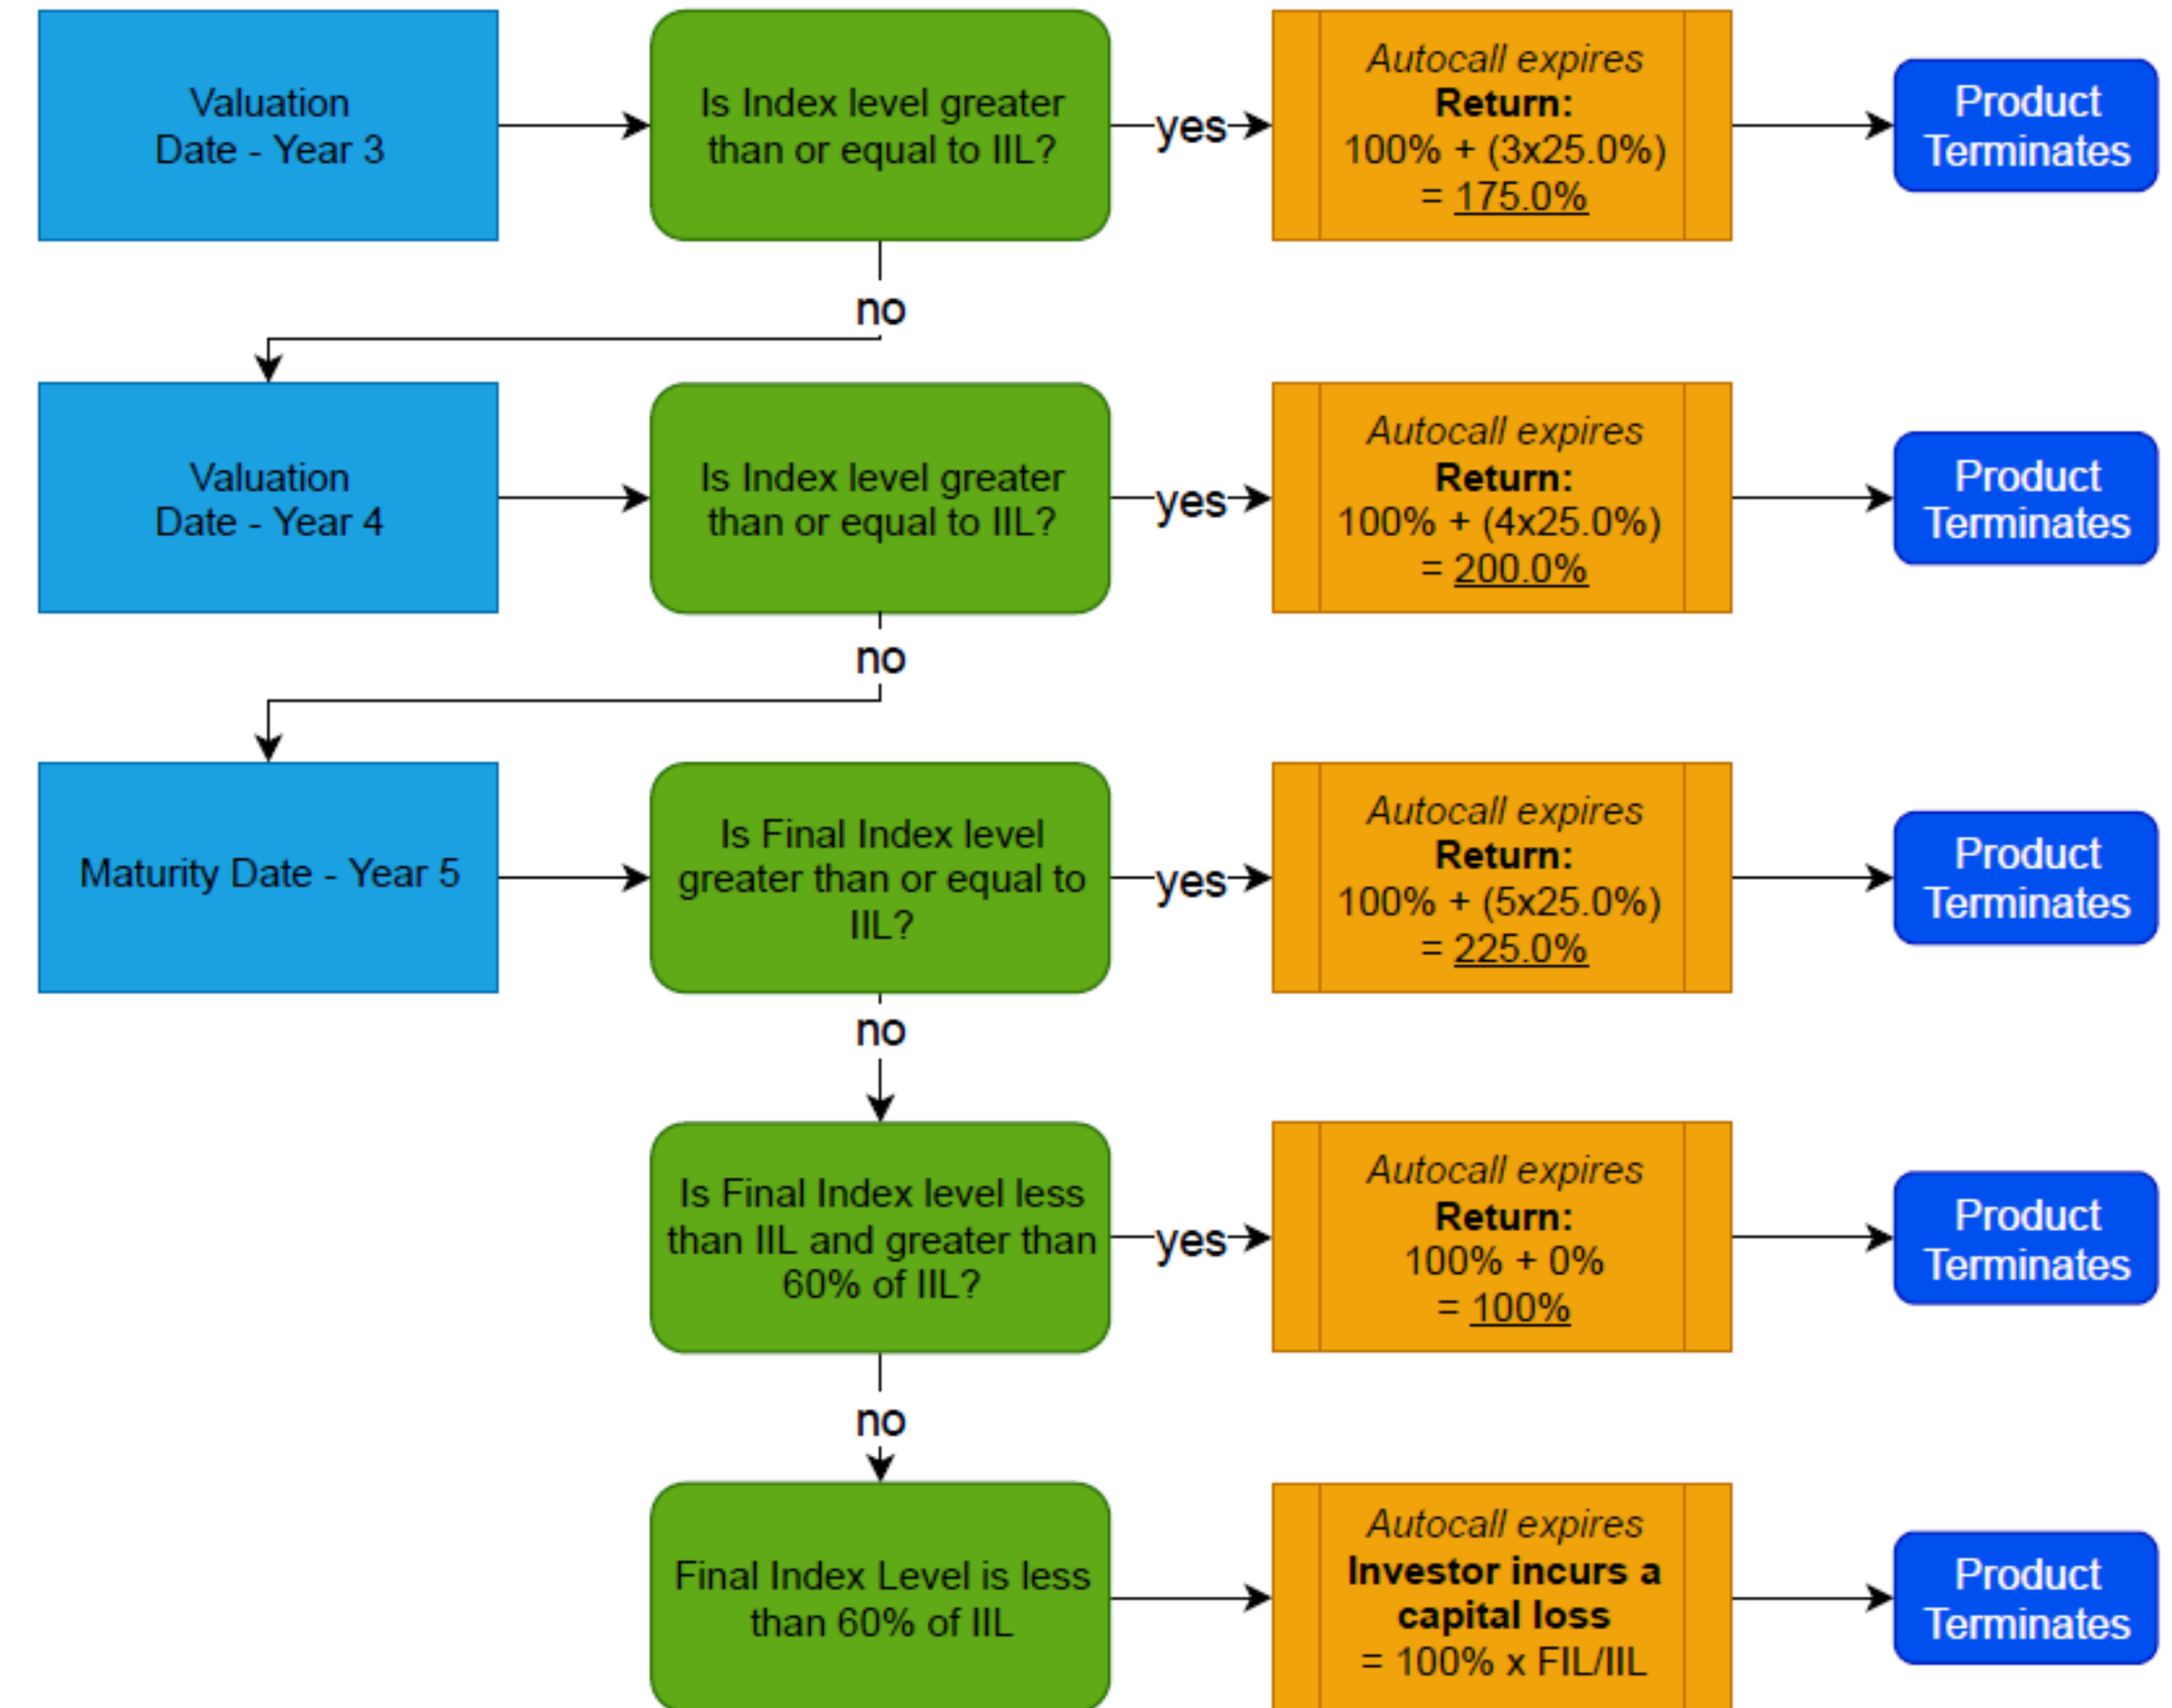 Valuation
Date - Year 3
Is Index level greater
than or equal to IIL?
yes
Autocall expires
Return:
100% + (3x25.0%)
= 175.0%
Product
Terminates
no
Valuation
Date - Year 4
Is Index level greater
than or equal to IIL?
yes
Autocall expires
Return:
100% + (4x25.0%)
= 200.0%
Product
Terminates
no
Maturity Date - Year 5
Is Final Index level
greater than or equal to
IIL?
yes
Autocall expires
Return:
100% + (5x25.0%)
= 225.0%
Product
Terminates
no
Is Final Index level less
than IIL and greater than
60% of IIL?
yes
Autocall expires
Return:
100% + 0%
= 100%
Product
Terminates
no
Final Index Level is less
than 60% of IIL
Autocall expires
Investor incurs a
capital loss
= 100% x FIL/IIL
Product
Terminates